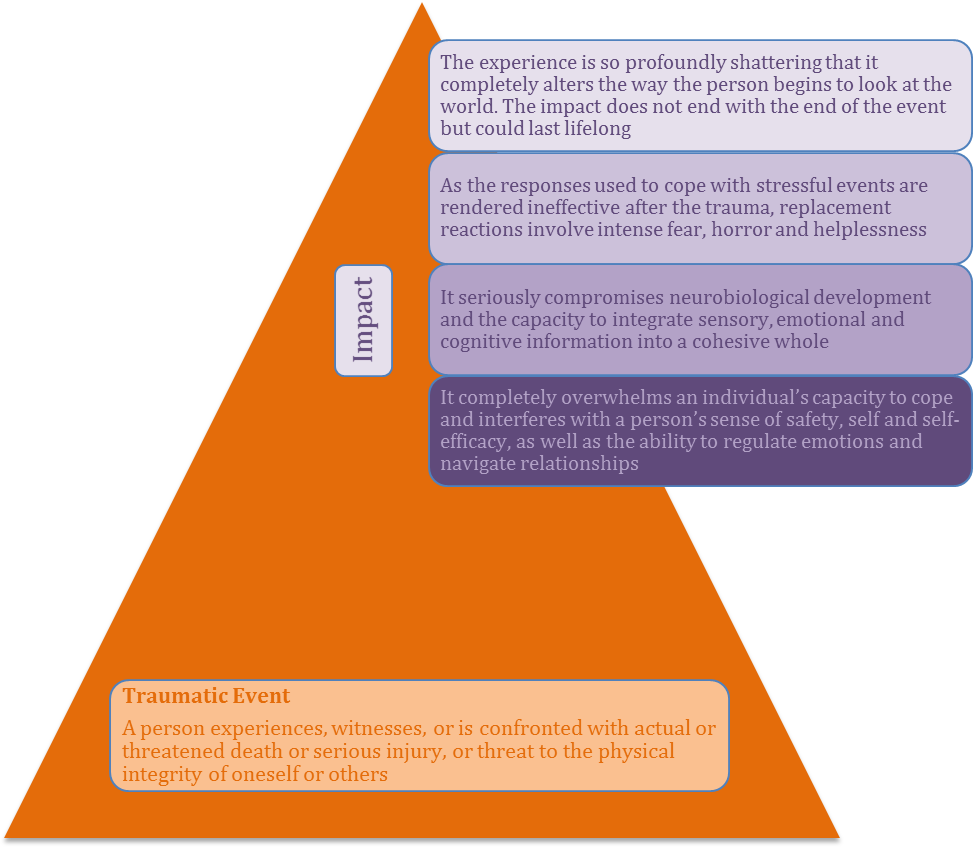 The experience is so profoundly shattering that it
completely alters the way the person begins to look at the
world. The impact does not end with the end of the event
but could last lifelong
As the responses used to cope with stressful events are
rendered ineffective after the trauma, replacement
reactions involve intense fear, horror and helplessness
Impact
It seriously compromises neurobiological development
and the capacity to integrate sensory, emotional and
cognitive information into a cohesive whole
It completely overwhelms an individual's capacity to cope
and interferes with a person's sense of safety, self and self-
efficacy, as well as the ability to regulate emotions and
navigate relationships
Traumatic Event
A person experiences, witnesses, or is confronted with actual or
threatened death or serious injury, or threat to the physical
integrity of oneself or others